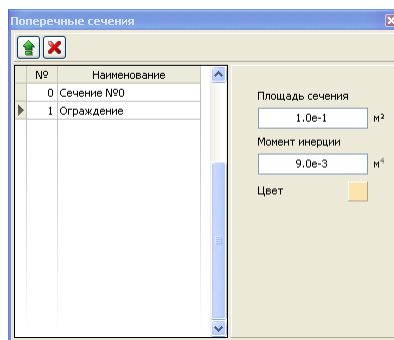 Поперечные сечения
№ Наименование
0 Сечение №0
1 Ограждение
Площадь сечения
1.0e-1 м²
Момент инерции
9.0e-3 м⁴
Цвет